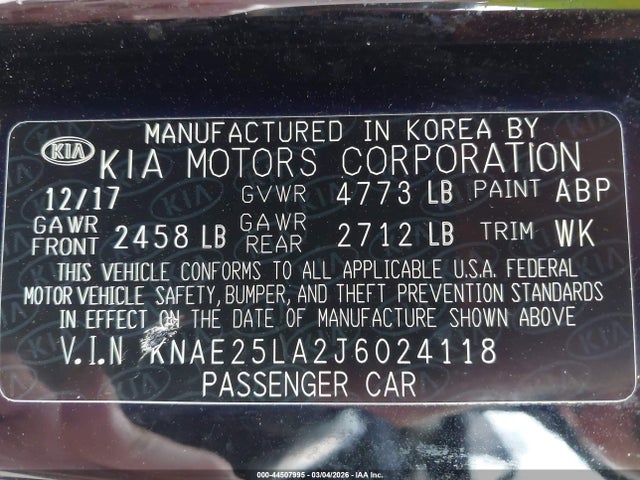 MANUFACTURED IN KOREA BY
KIA KIA MOTORS CORPORATION
12/17 GVWR 4773 LB PAINT ABP
GAWR FRONT 2458 LB GAWR REAR 2712 LB TRIM WK
THIS VEHICLE CONFORMS TO ALL APPLICABLE U.S.A. FEDERAL
MOTOR VEHICLE SAFETY, BUMPER, AND THEFT PREVENTION STANDARDS
IN EFFECT ON THE DATE OF MANUFACTURE SHOWN ABOVE
V.I.N KNAE25LA2J6024118
PASSENGER CAR
000-44507995 - 03/04/2026 - IAA Inc.